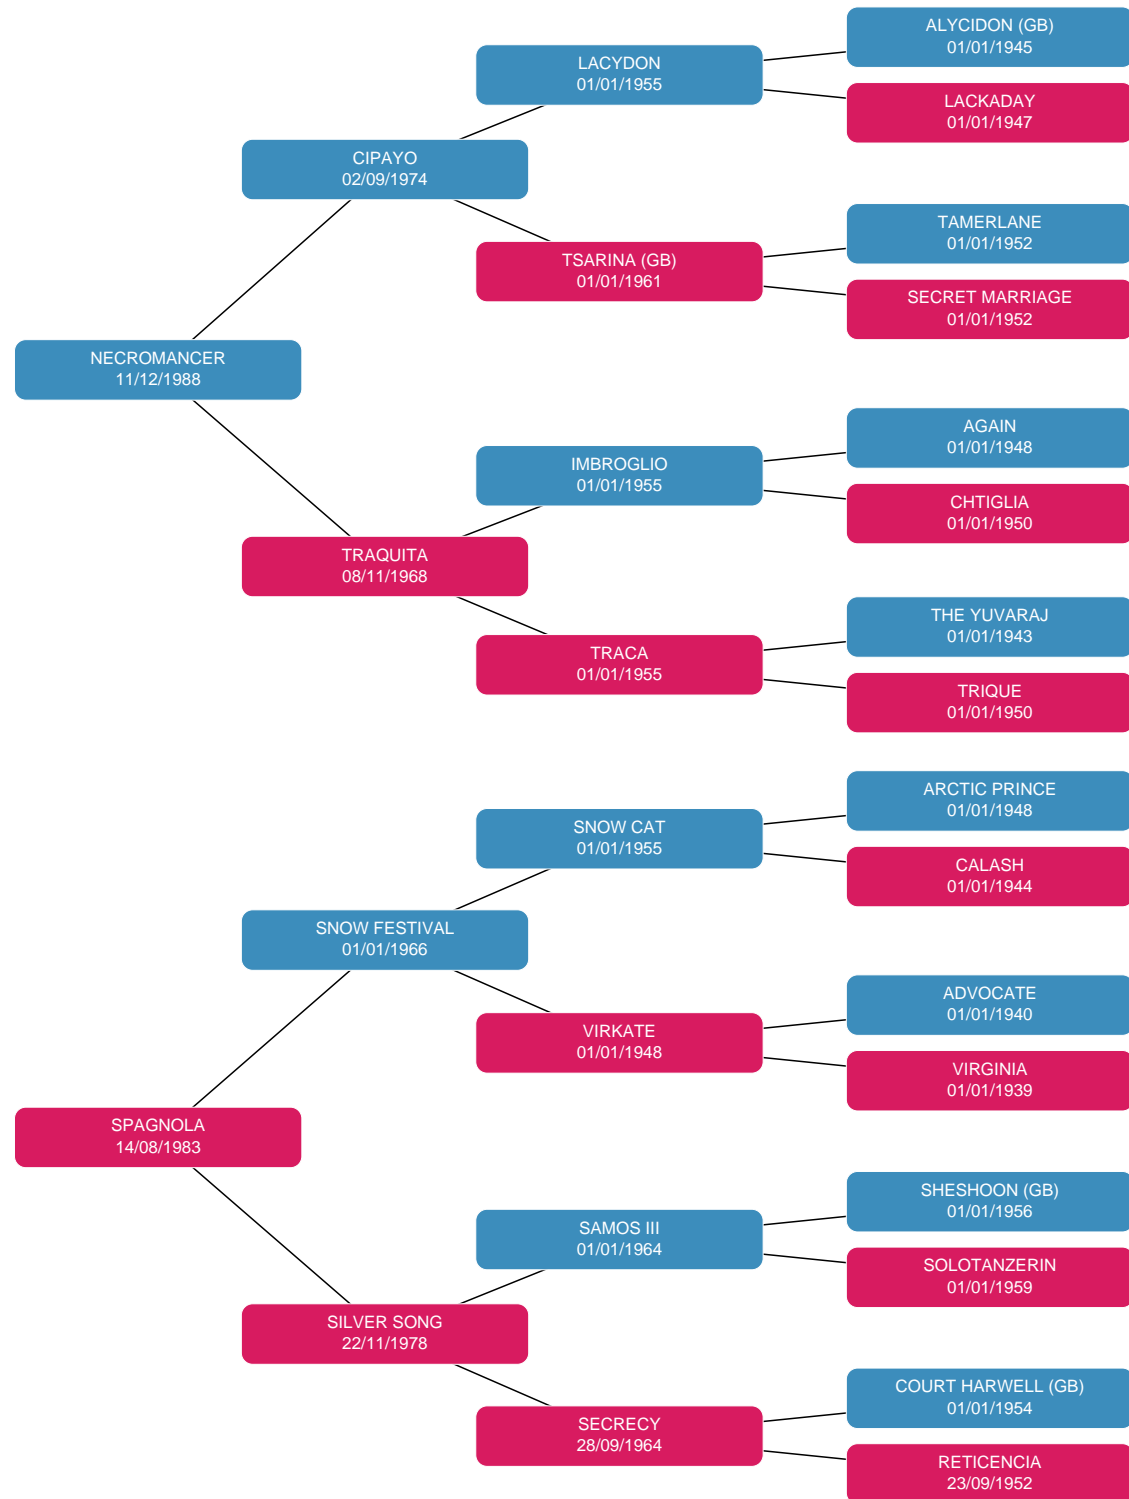 ALYCIDON (GB)
01/01/1945
LACYDON
01/01/1955
LACKADAY
01/01/1947
CIPAYO
02/09/1974
TAMERLANE
01/01/1952
TSARINA (GB)
01/01/1961
SECRET MARRIAGE
01/01/1952
NECROMANCER
11/12/1988
AGAIN
01/01/1948
IMBROGLIO
01/01/1955
CHTIGLIA
01/01/1950
TRAQUITA
08/11/1968
THE YUVARAJ
01/01/1943
TRACA
01/01/1955
TRIQUE
01/01/1950
ARCTIC PRINCE
01/01/1948
SNOW CAT
01/01/1955
CALASH
01/01/1944
SNOW FESTIVAL
01/01/1966
ADVOCATE
01/01/1940
VIRKATE
01/01/1948
VIRGINIA
01/01/1939
SPAGNOLA
14/08/1983
SHESHOON (GB)
01/01/1956
SAMOS III
01/01/1964
SOLOTANZERIN
01/01/1959
SILVER SONG
22/11/1978
COURT HARWELL (GB)
01/01/1954
SECRECY
28/09/1964
RETICENCIA
23/09/1952